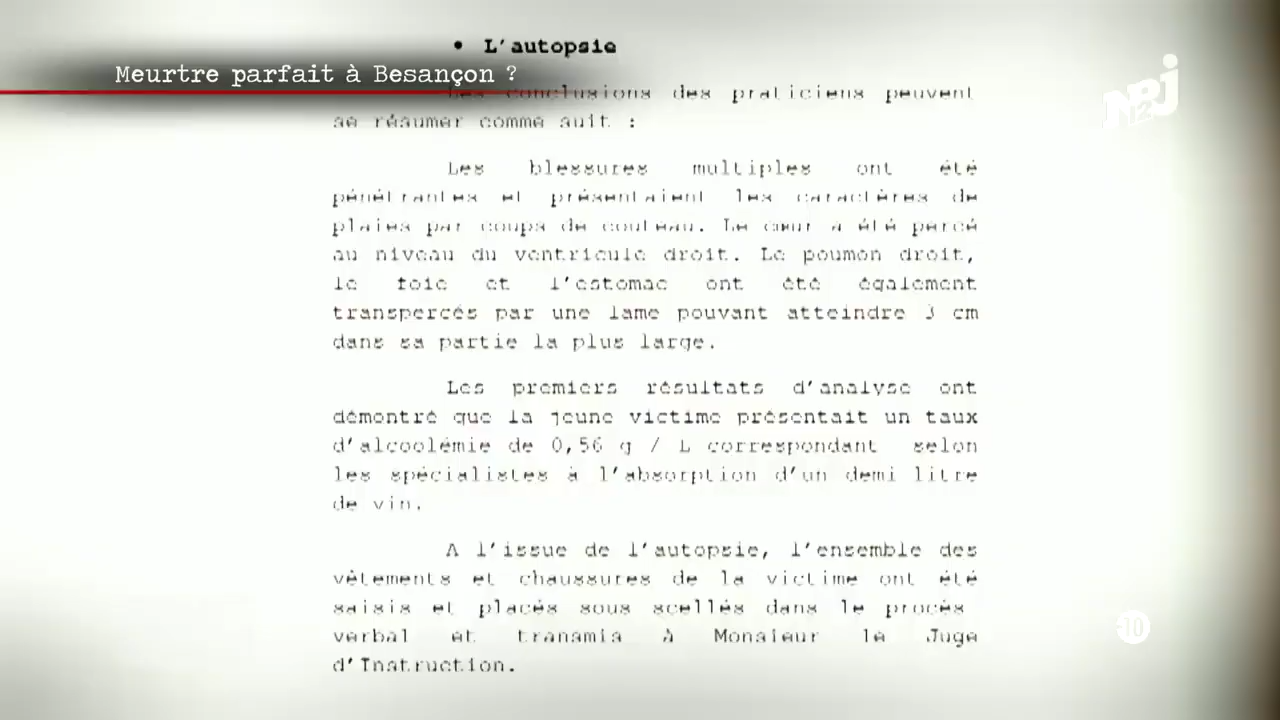 • L'autopsie
Meurtre parfait à Besançon ?
NRJ12
Les conclusions des praticiens peuvent
se résumer comme suit :
Les blessures multiples ont été
pénétrantes et présentaient les caractères de
plaies par coups de couteau. Le cœur a été percé
au niveau du ventricule droit. Le poumon droit,
le foie et l'estomac ont été également
transpercés par une lame pouvant atteindre 3 cm
dans sa partie la plus large.
Les premiers résultats d'analyse ont
démontré que la jeune victime présentait un taux
d'alcoolémie de 0,56 g / L correspondant selon
les spécialistes à l'absorption d'un demi litre
de vin.
A l'issue de l'autopsie, l'ensemble des
vêtements et chaussures de la victime ont été
saisis et placés sous scellés dans le procès
-10
verbal et transmis à Monsieur le Juge
d'Instruction.